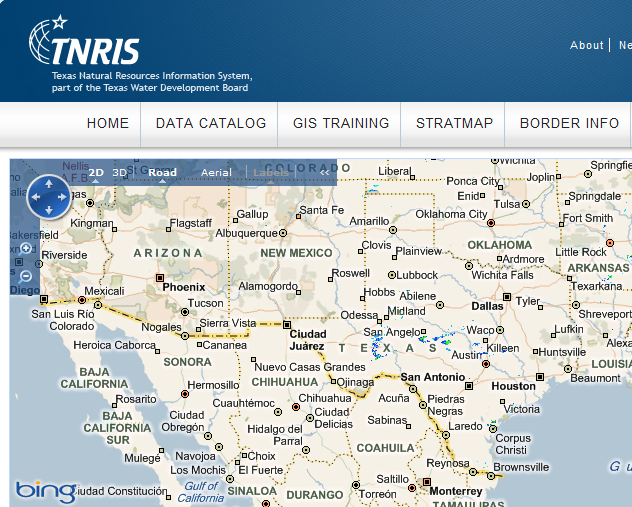 TNRIS
Texas Natural Resources Information System,
part of the Texas Water Development Board
About | Ne
HOME DATA CATALOG GIS TRAINING STRATMAP BORDER INFO
Nellis
A.F.B.
St G
COLORADO
2D 3D Road Aerial Labels «
Liberal
Wichita
Joplin
Springfie
Ponca City
Enid
Tulsa
Springdale
Kingman
Flagstaff
Gallup
Santa Fe
Albuquerque
Amarillo
Oklahoma City
Fort Smith
Bakersfield
Riverside
ARIZONA
NEW MEXICO
Clovis
Plainview
OKLAHOMA
Ardmore
Little Rock
ARKANSAS
Diego
Phoenix
Alamogordo
Roswell
Lubbock
Wichita Falls
Texarkana
Mexicali
Tucson
Hobbs
Abilene
Dallas
Tyler
San Luis Río
Colorado
Nogales
Sierra Vista
Cananea
Ciudad
Juárez
Odessa
Midland
San Angelo
Waco
Shreveport
Lufkin
Heroica Caborca
SONORA
TEXAS
Killeen
Austin
Huntsville
Alexan
LOUISIA
BAJA
CALIFORNIA
Nuevo Casas Grandes
CHIHUAHUA
Ojinaga
San Antonio
Houston
Beaumont
Rosarito
Hermosillo
Cuauhtémoc
Chihuahua
Acuña
Piedras
Negras
Victoria
BAJA
CALIFORNIA
SUR
Ciudad
Obregón
Ciudad
Delicias
Hidalgo del
Parral
Sabinas
Laredo
Corpus
Christi
Mulegé
Navojoa
Los Mochis
Choix
El Fuerte
COAHUILA
Reynosa
Brownsville
G u
bing
Ciudad Constitución
Gulf of
California
SINALOA
DURANGO
Saltillo
Torreón
Monterrey
TAMAULIPAS